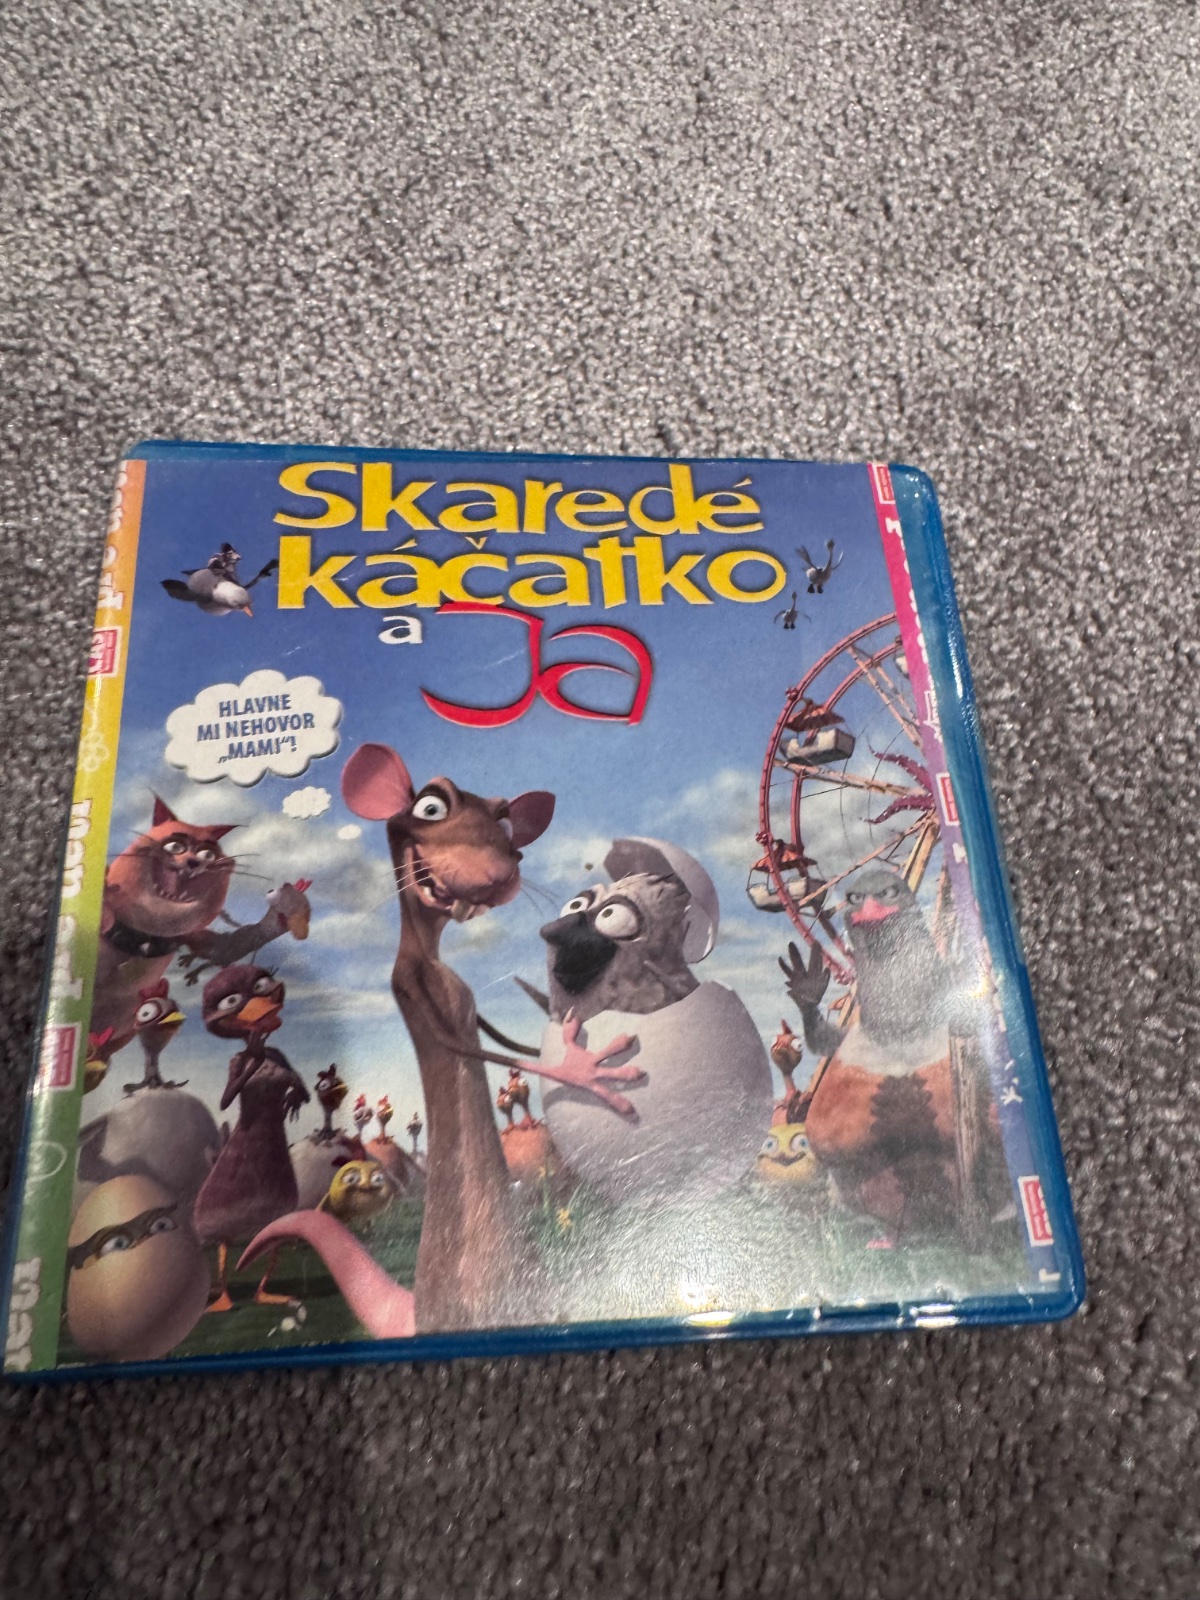 Skaredé
káčatko
a Ja
HLAVNE
MI NEHOVOR
„MAMI“!